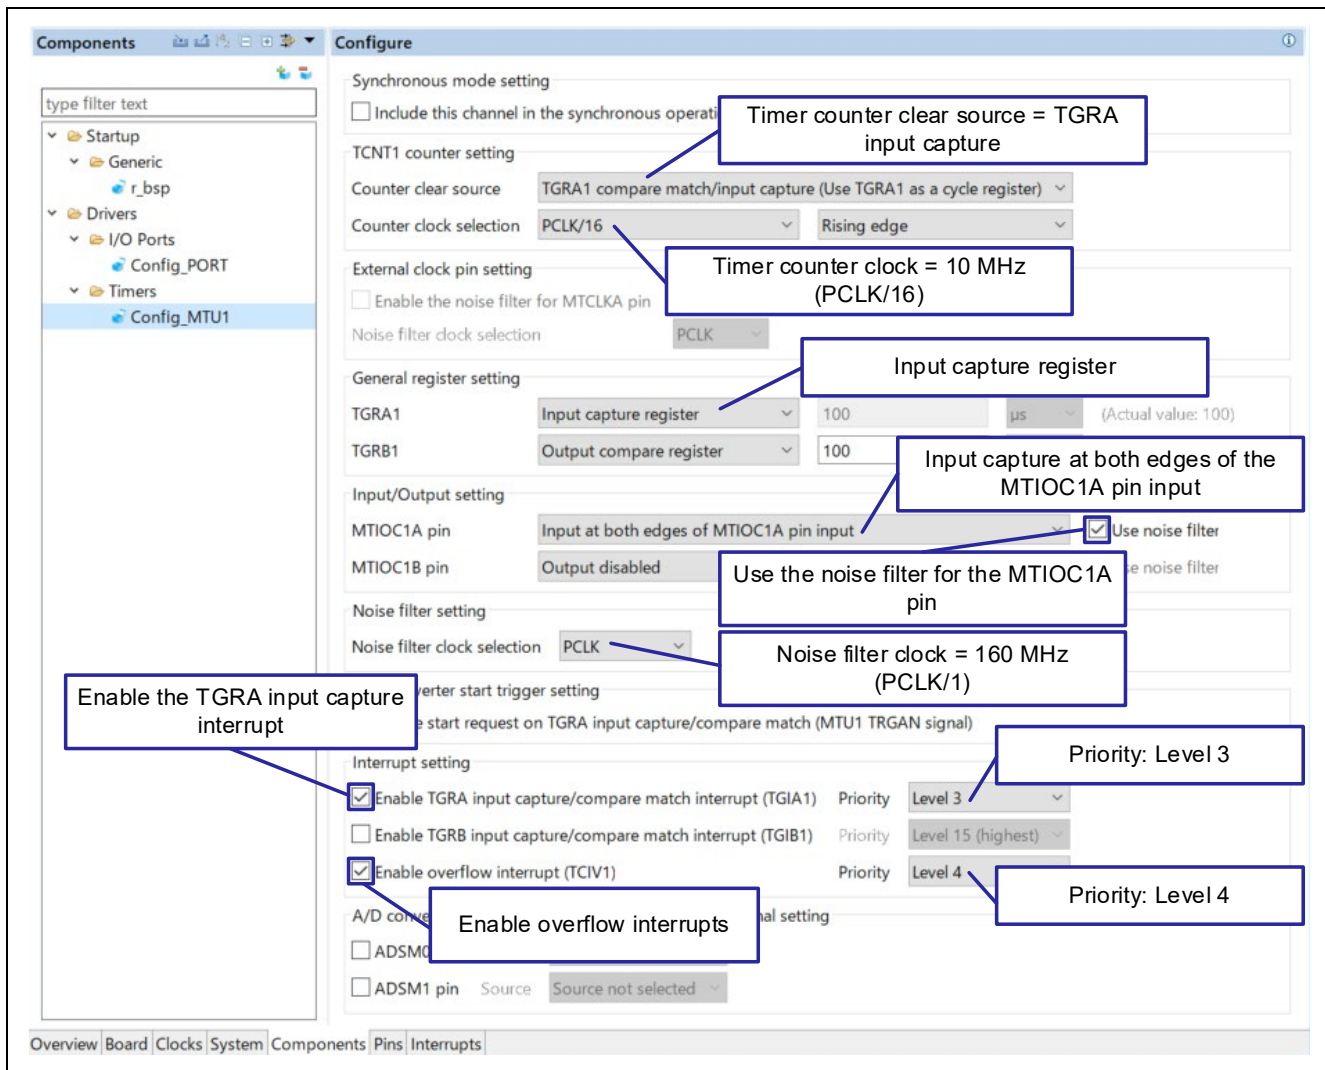 Components
Configure
type filter text
Startup
Generic
r_bsp
Drivers
I/O Ports
Config_PORT
Timers
Config_MTU1
Synchronous mode setting
Include this channel in the synchronous operati
Timer counter clear source = TGRA
input capture
TCNT1 counter setting
Counter clear source TGRA1 compare match/input capture (Use TGRA1 as a cycle register)
Counter clock selection PCLK/16 Rising edge
Timer counter clock = 10 MHz
(PCLK/16)
External clock pin setting
Enable the noise filter for MTCLKA pin
Noise filter clock selection PCLK
Input capture register
General register setting
TGRA1 Input capture register 100 µs (Actual value: 100)
TGRB1 Output compare register 100
Input capture at both edges of the
MTIOC1A pin input
Input/Output setting
MTIOC1A pin Input at both edges of MTIOC1A pin input Use noise filter
MTIOC1B pin Output disabled se noise filter
Use the noise filter for the MTIOC1A
pin
Noise filter setting
Noise filter clock selection PCLK
Noise filter clock = 160 MHz
(PCLK/1)
Enable the TGRA input capture
interrupt
verter start trigger setting
e start request on TGRA input capture/compare match (MTU1 TRGAN signal)
Interrupt setting
Priority: Level 3
Enable TGRA input capture/compare match interrupt (TGIA1) Priority Level 3
Enable TGRB input capture/compare match interrupt (TGIB1) Priority Level 15 (highest)
Enable overflow interrupt (TCIV1) Priority Level 4
Priority: Level 4
Enable overflow interrupts
A/D conve nal setting
ADSM0
ADSM1 pin Source Source not selected
Overview Board Clocks System Components Pins Interrupts